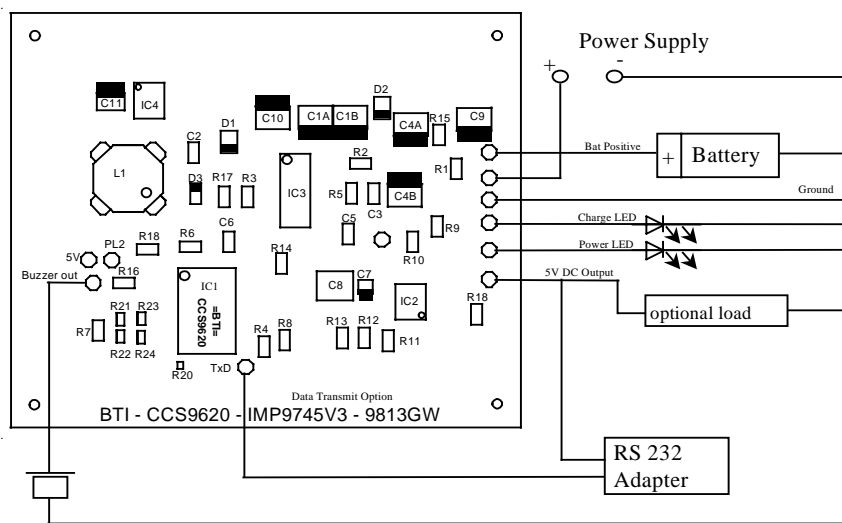 Power Supply
+ -
D2
C11
IC4
D1
C10
C1A C1B
C4A
R15
C9
C2
R2
Bat Positive
+ Battery
L1
D3
R17 R3
IC3
R5
C3
C4B
R1
Ground
C6
C5
R9
Charge LED
5V PL2
R18
R6
R14
R10
Power LED
Buzzer out
R16
IC1
=BTI=
CCS9620
C8
C7
IC2
5V DC Output
R18
optional load
R21 R23
R7
R22 R24
R4 R8
R13 R12
R11
R20
TxD
Data Transmit Option
BTI - CCS9620 - IMP9745V3 - 9813GW
RS 232
Adapter